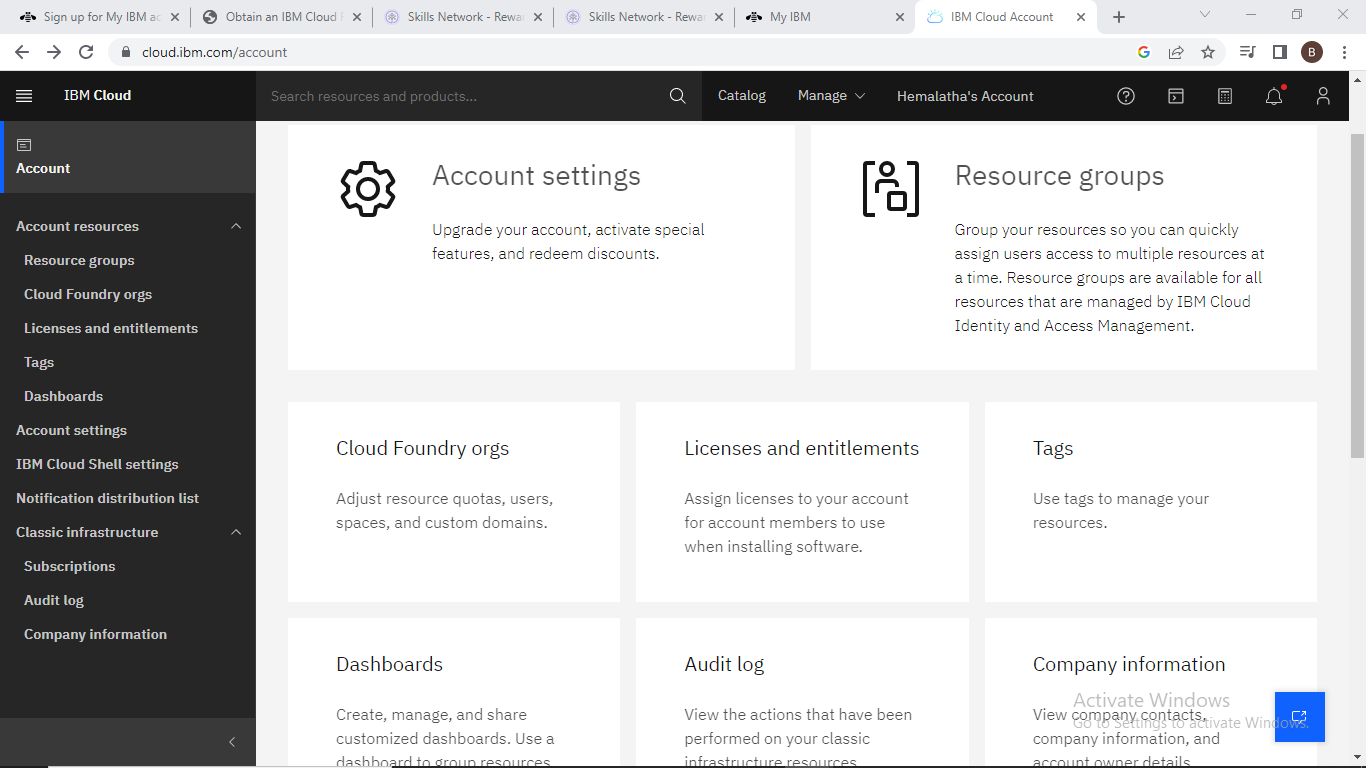 Sign up for My IBM ac
Obtain an IBM Cloud F
Skills Network - Rewar
Skills Network - Rewar
My IBM
IBM Cloud Account
cloud.ibm.com/account
B
IBM Cloud
Search resources and products...
Catalog
Manage
Hemalatha's Account
Account
Account resources
Resource groups
Cloud Foundry orgs
Licenses and entitlements
Tags
Dashboards
Account settings
IBM Cloud Shell settings
Notification distribution list
Classic infrastructure
Subscriptions
Audit log
Company information
Account settings
Upgrade your account, activate special
features, and redeem discounts.
Resource groups
Group your resources so you can quickly
assign users access to multiple resources at
a time. Resource groups are available for all
resources that are managed by IBM Cloud
Identity and Access Management.
Cloud Foundry orgs
Adjust resource quotas, users,
spaces, and custom domains.
Licenses and entitlements
Assign licenses to your account
for account members to use
when installing software.
Tags
Use tags to manage your
resources.
Dashboards
Create, manage, and share
customized dashboards. Use a
dashboard to group resources
Audit log
View the actions that have been
performed on your classic
infrastructure resources
Company information
View company contacts,
company information, and
account owner details
Activate Windows
Go to Settings to activate Windows.